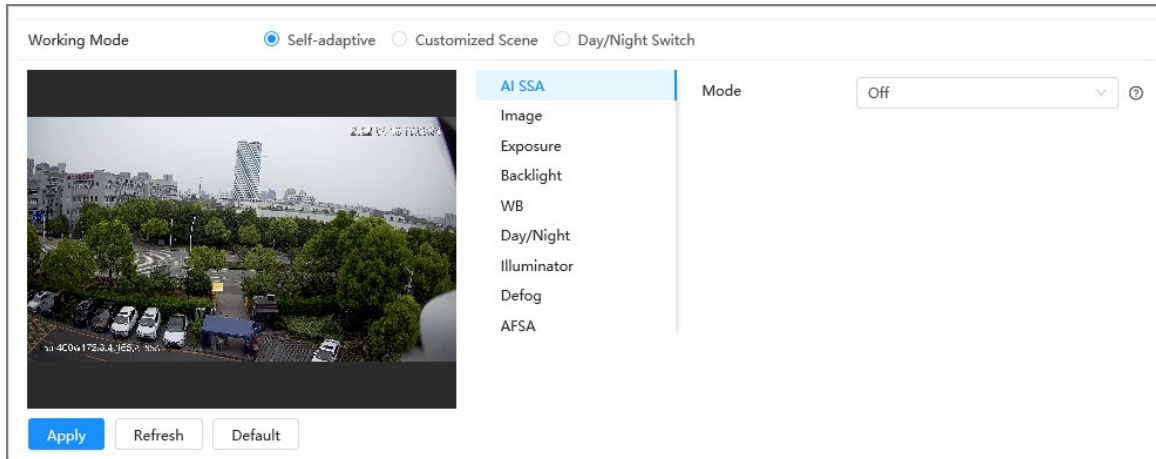 Working Mode
Self-adaptive
Customized Scene
Day/Night Switch
AI SSA
Mode
Off
Image
Exposure
Backlight
WB
Day/Night
Illuminator
Defog
AFSA
Apply
Refresh
Default